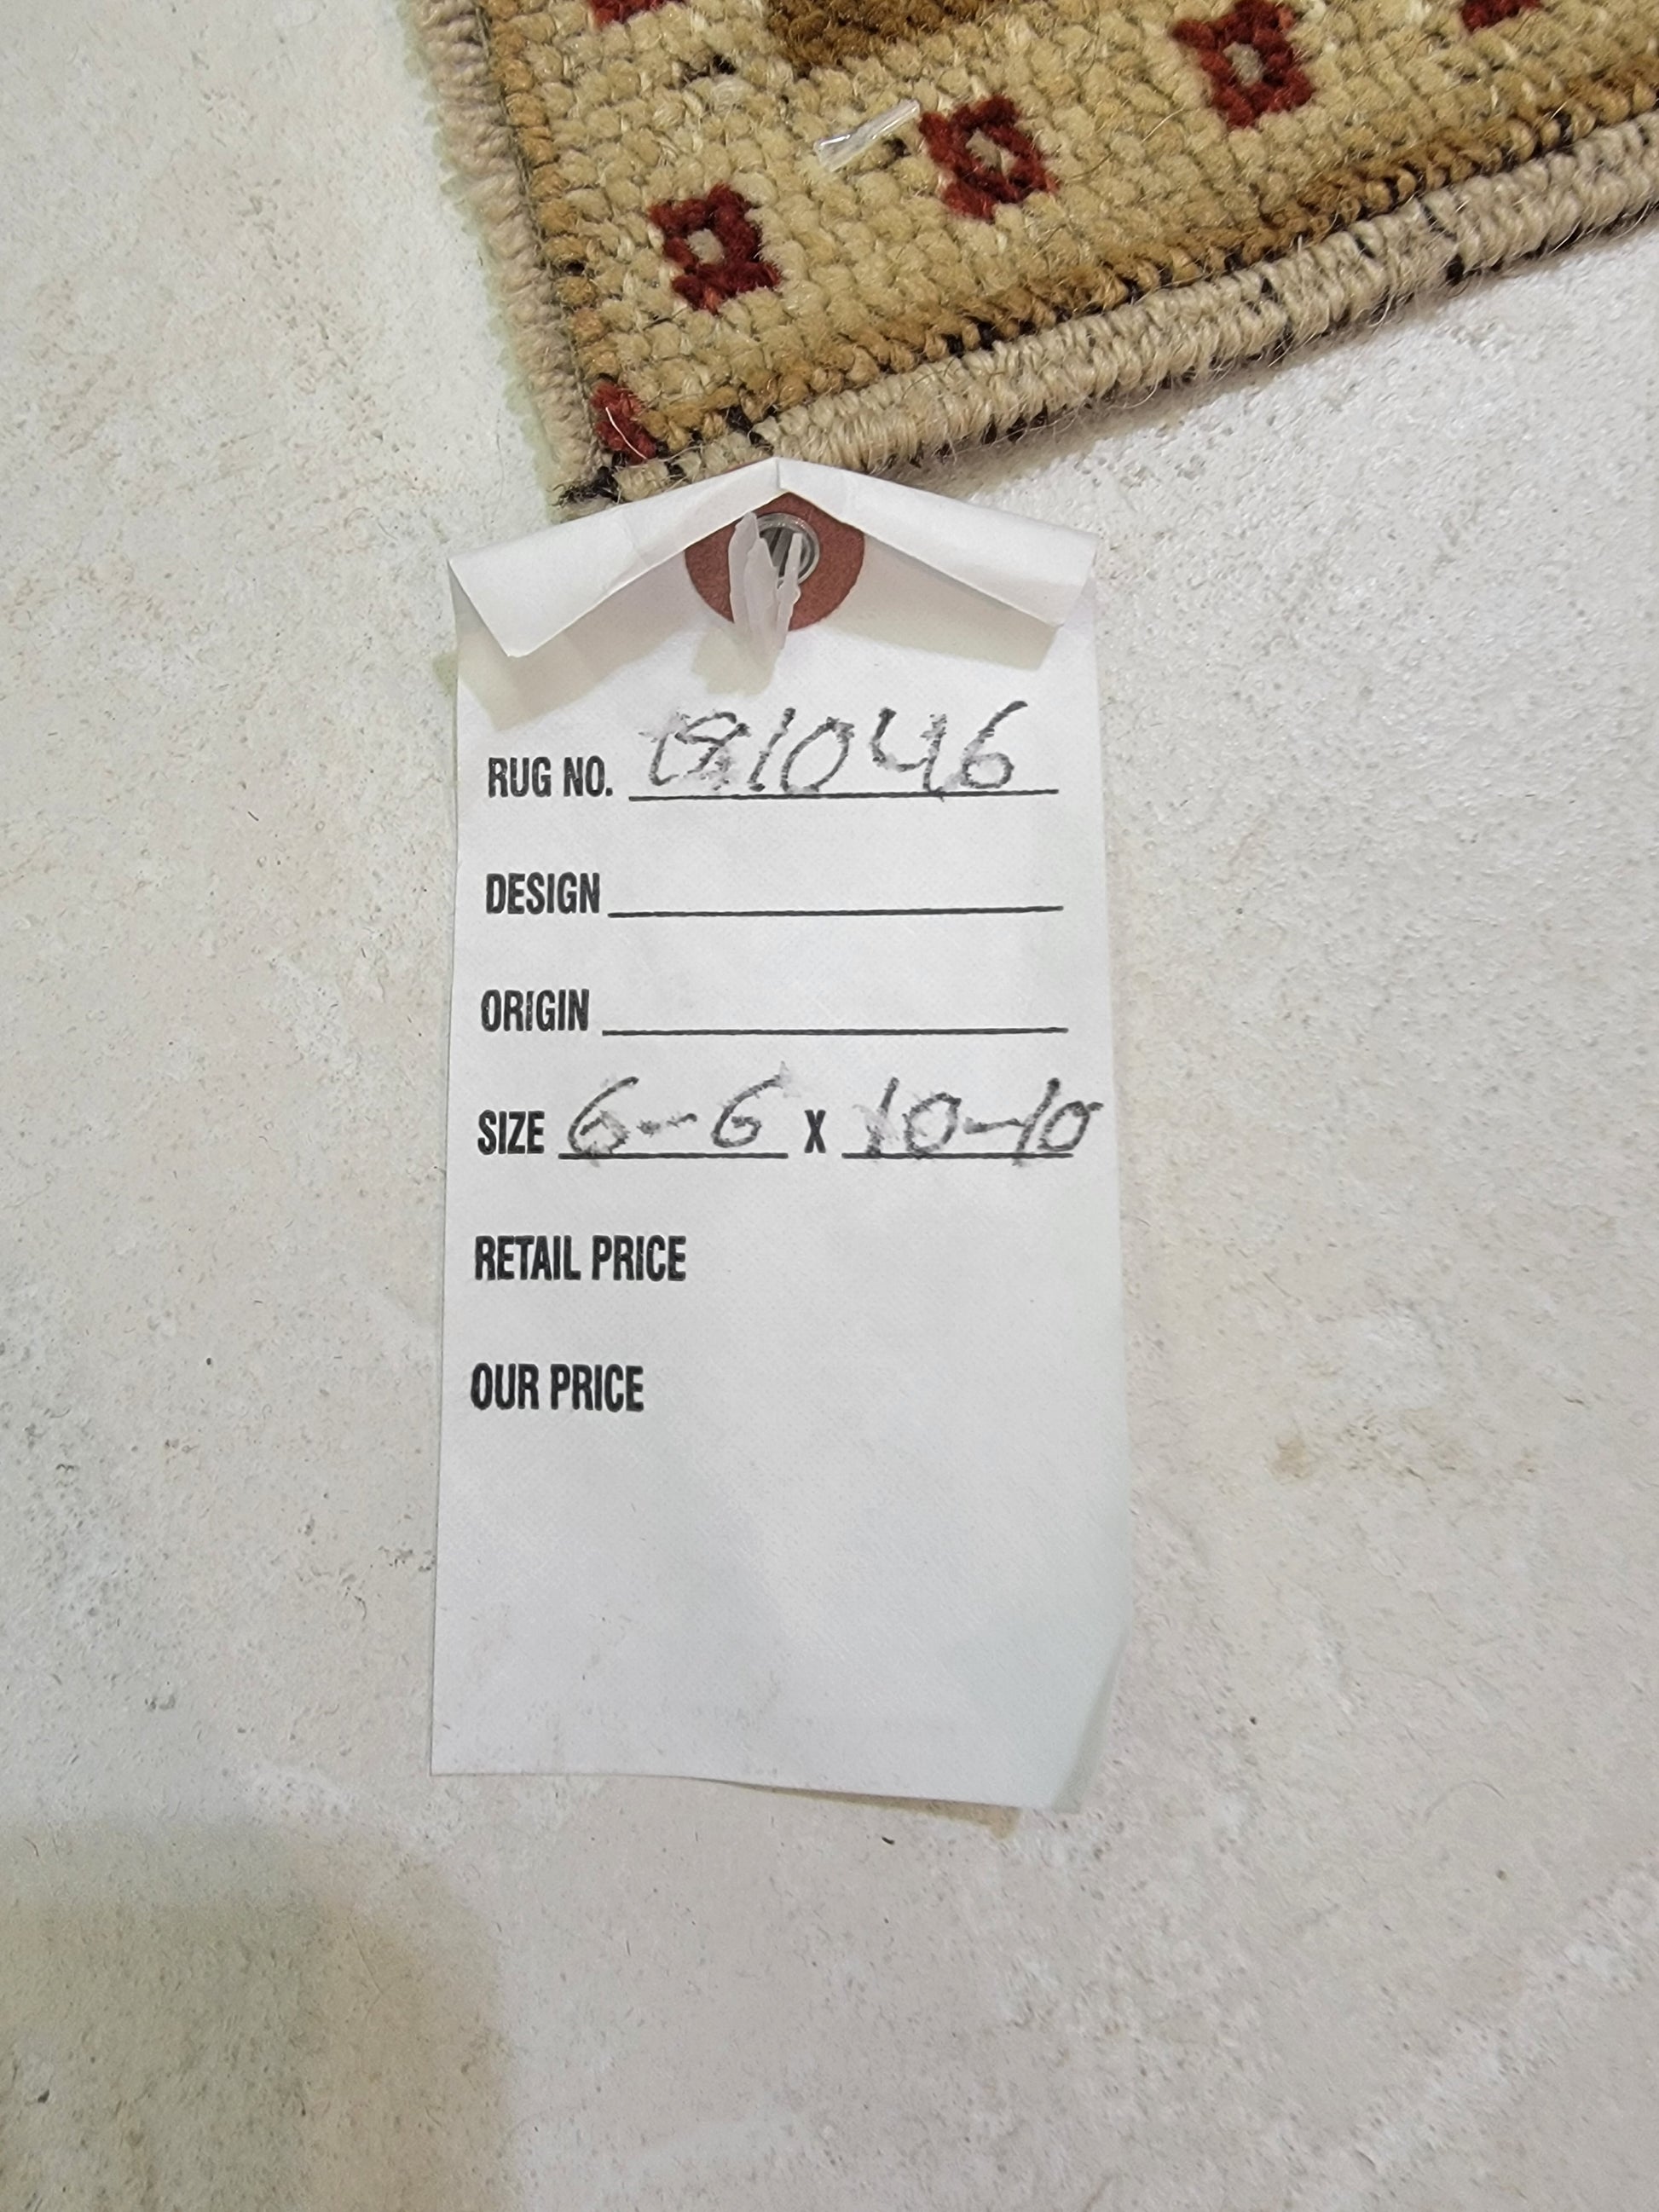 RUG NO. 181046
DESIGN
ORIGIN
SIZE 6-6 X 10-10
RETAIL PRICE
OUR PRICE